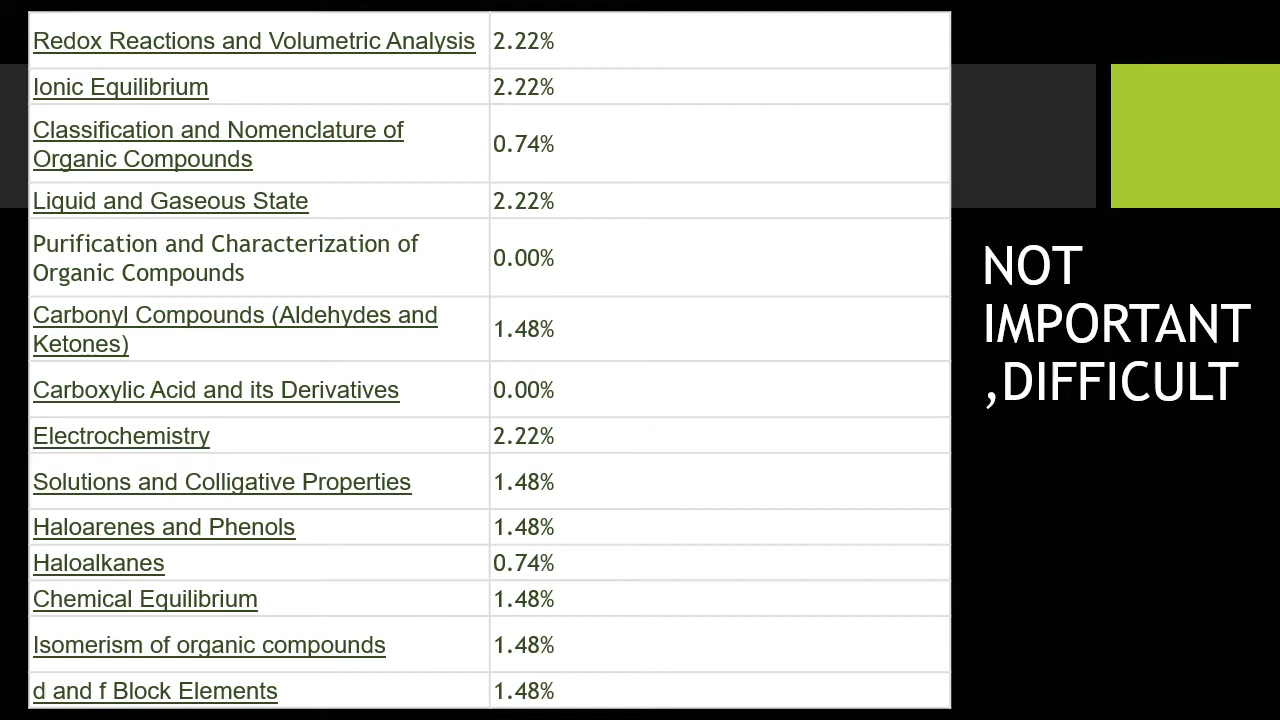 Redox Reactions and Volumetric Analysis 2.22%
Ionic Equilibrium 2.22%
Classification and Nomenclature of
Organic Compounds 0.74%
Liquid and Gaseous State 2.22%
Purification and Characterization of
Organic Compounds 0.00%
Carbonyl Compounds (Aldehydes and
Ketones) 1.48%
Carboxylic Acid and its Derivatives 0.00%
Electrochemistry 2.22%
Solutions and Colligative Properties 1.48%
Haloarenes and Phenols 1.48%
Haloalkanes 0.74%
Chemical Equilibrium 1.48%
Isomerism of organic compounds 1.48%
d and f Block Elements 1.48%
NOT
IMPORTANT
,DIFFICULT